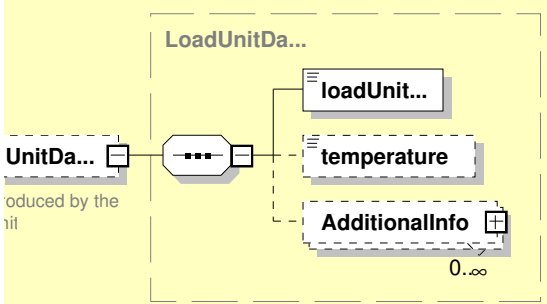 LoadUnitDa...
loadUnit...
UnitDa...
temperature
roduced by the
nit
AdditionalInfo
0..∞